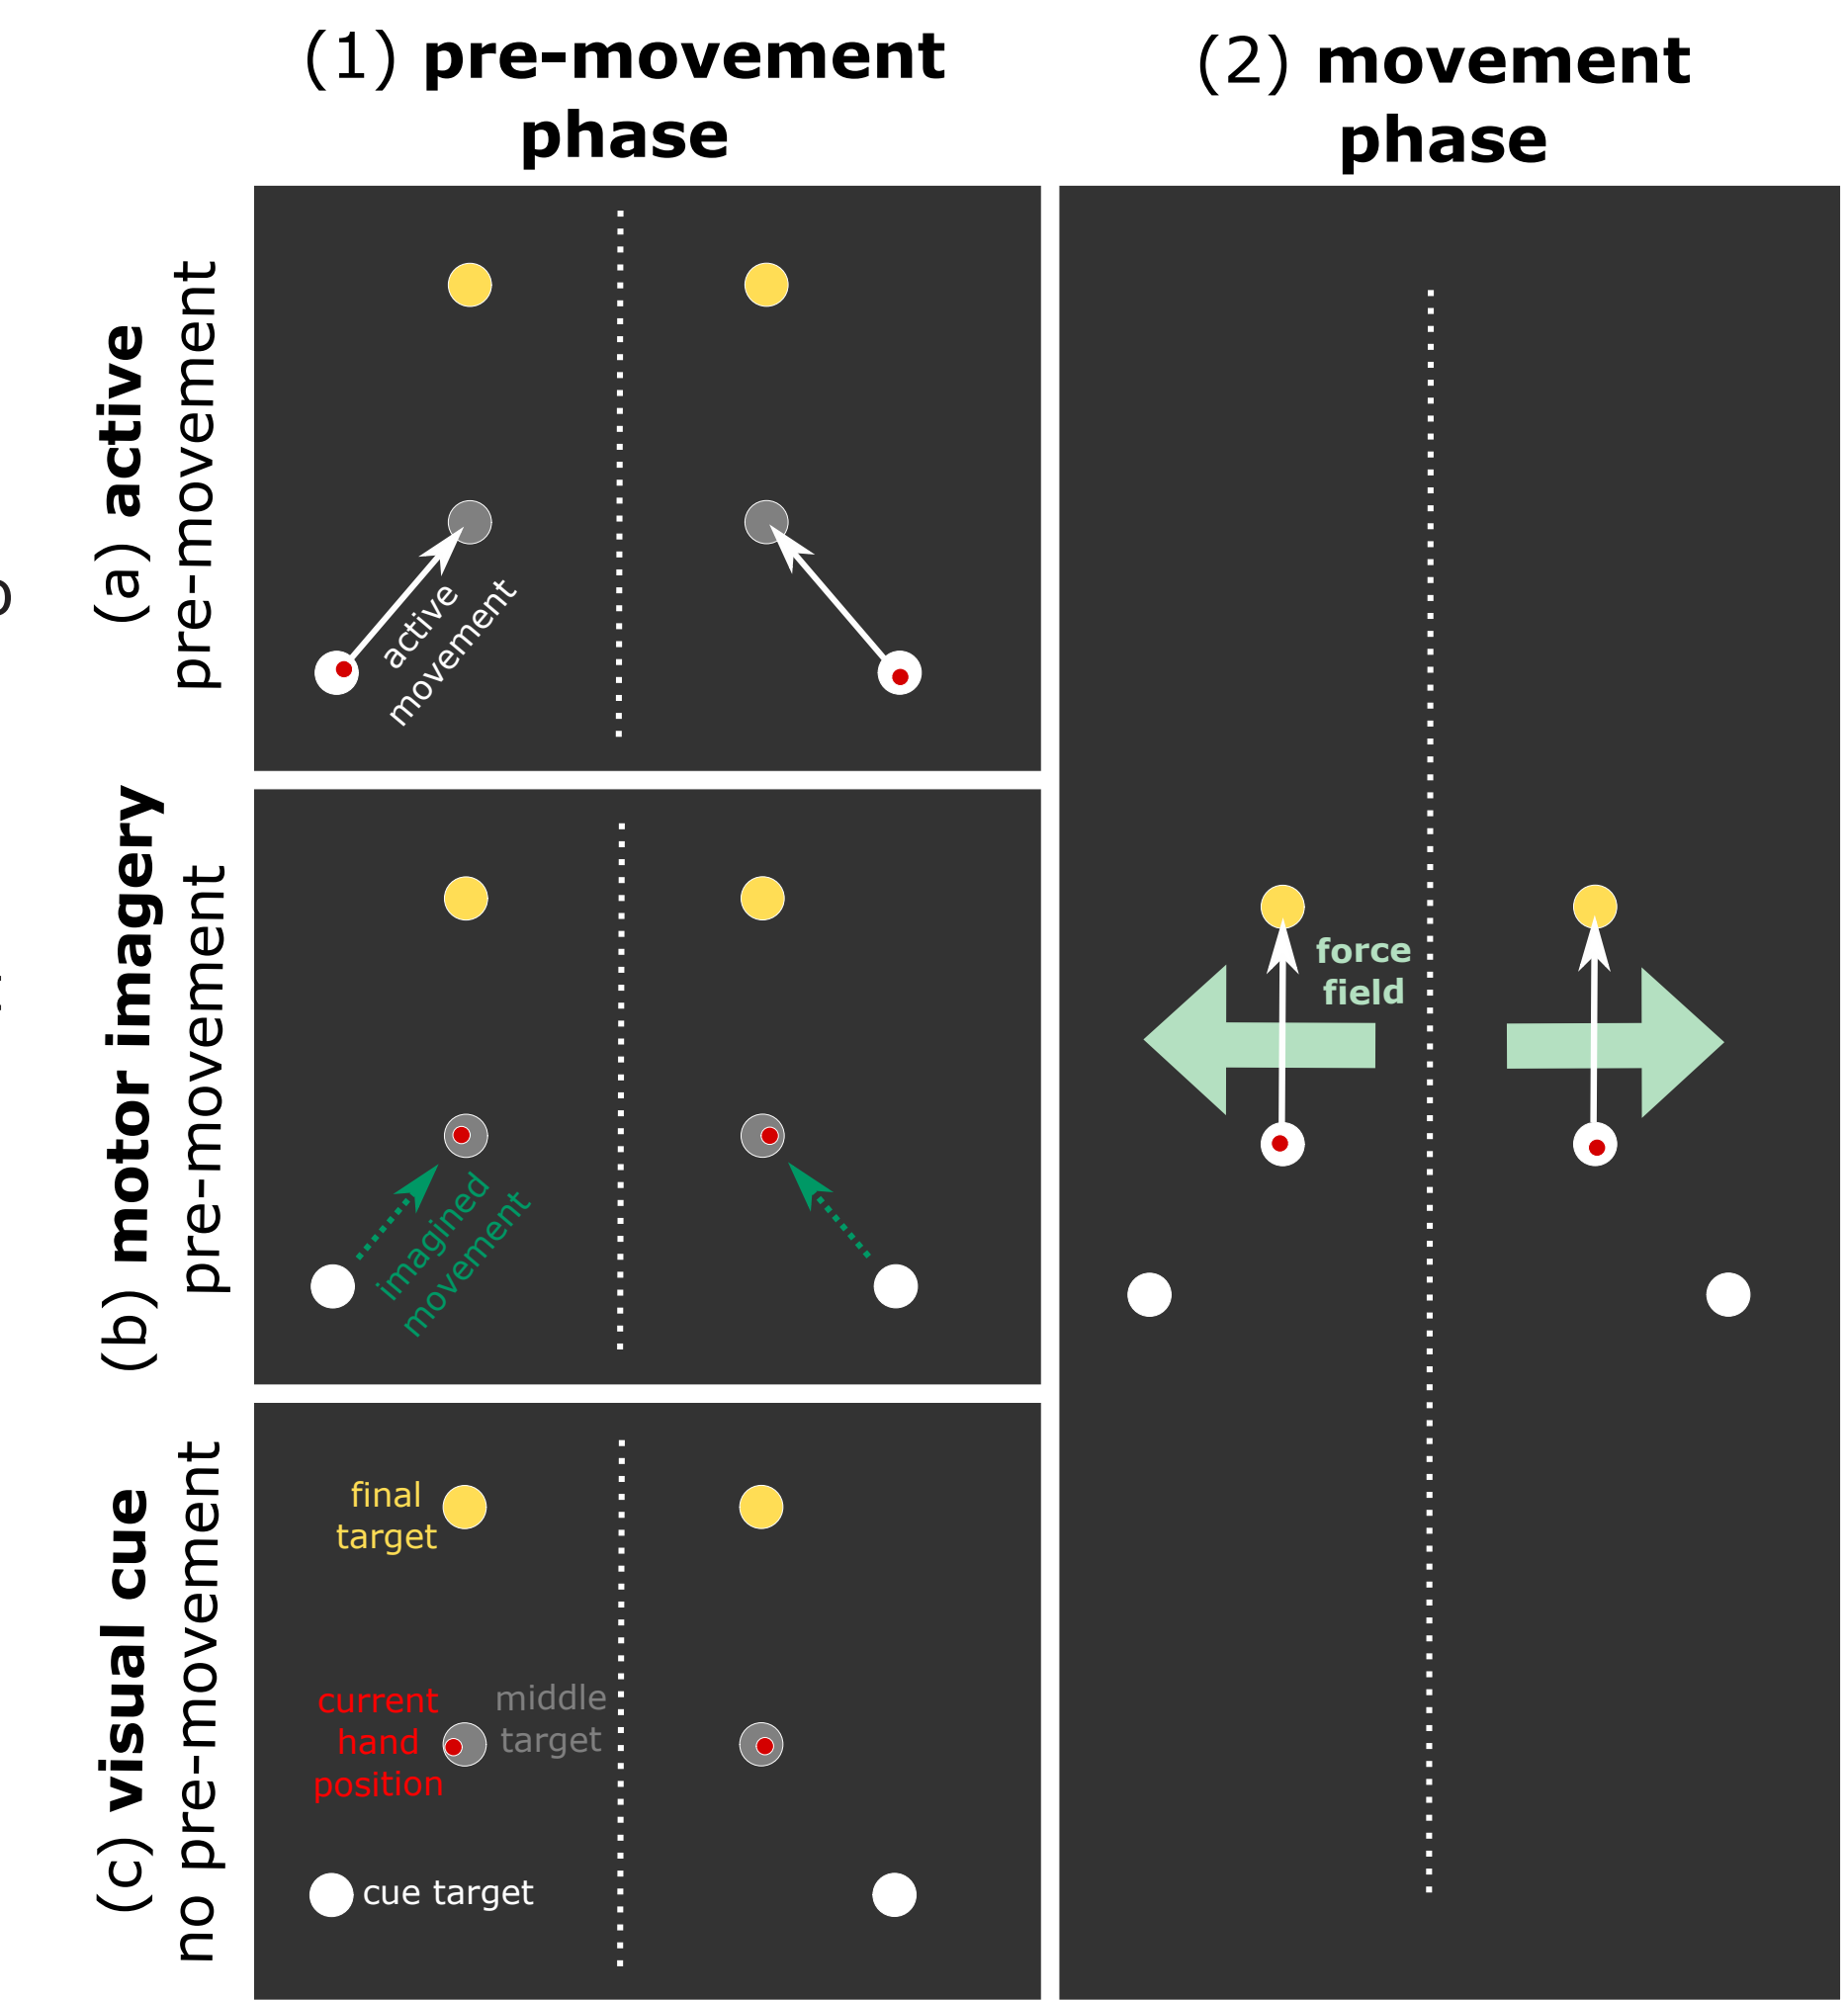 (1) pre-movement
phase
(2) movement
phase
(a) active
pre-movement
active
movement
(b) motor imagery
pre-movement
imagined
movement
force
field
(c) visual cue
no pre-movement
final
target
current
hand
position
middle
target
cue target